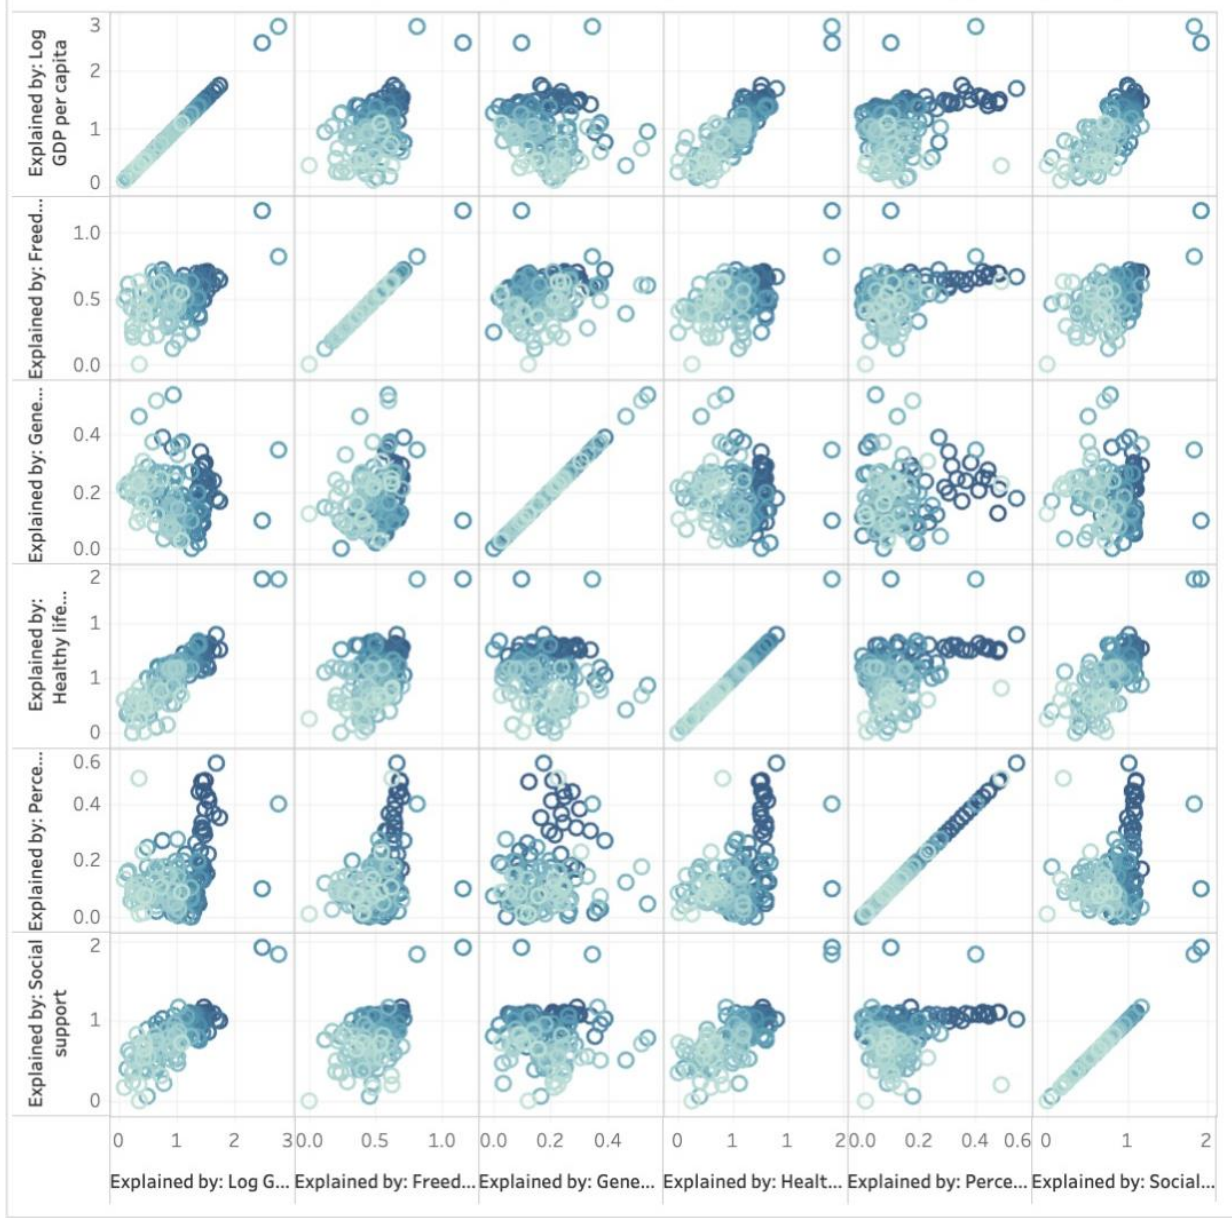 Explained by: Log
GDP per capita
3
2
1
0
Explained by: Freed...
1.0
0.5
0.0
Explained by: Gene...
0.4
0.2
0.0
Explained by:
Healthy life...
2
1
1
0
Explained by: Perce...
0.6
0.4
0.2
0.0
Explained by: Social
support
2
1
0
0 1 2 3 0.0 0.5 1.0 0.0 0.2 0.4 0 1 1 2 0.0 0.2 0.4 0.6 0 1 2
Explained by: Log G... Explained by: Freed... Explained by: Gene... Explained by: Healt... Explained by: Perce... Explained by: Social...